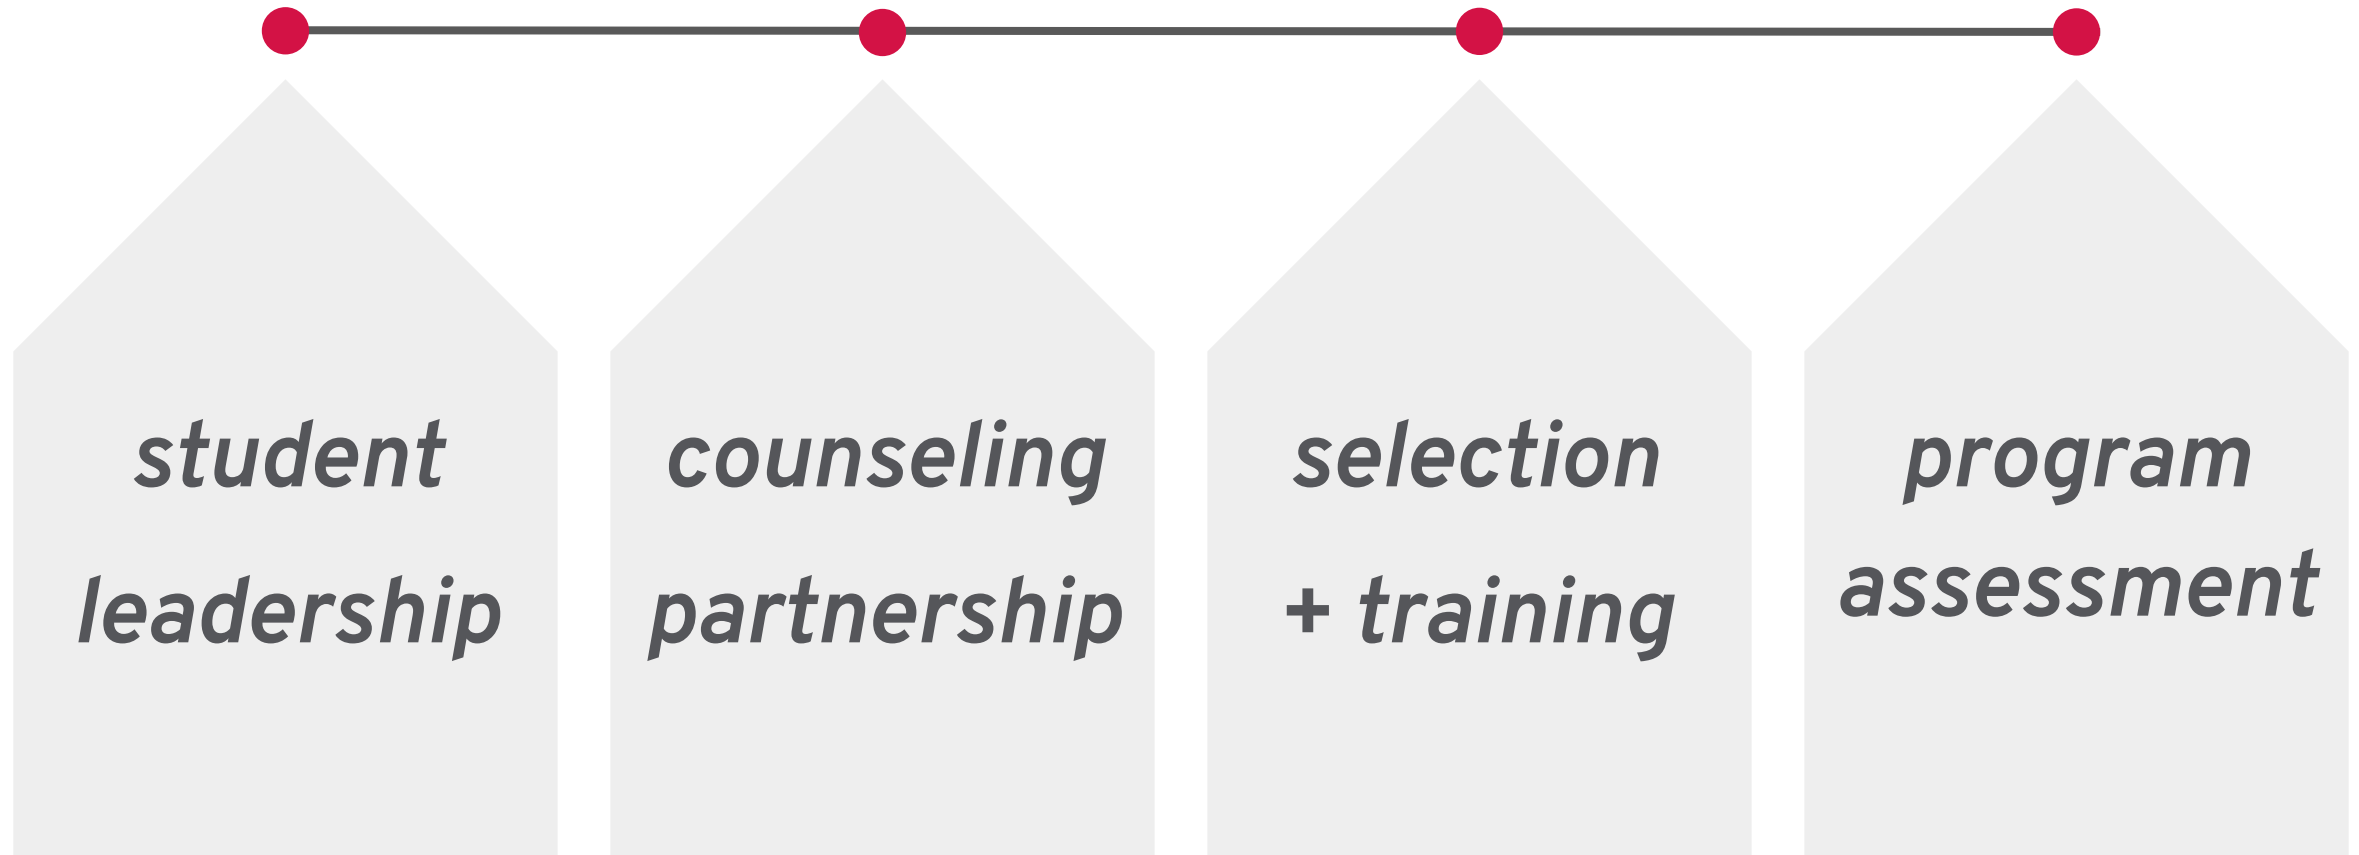 student
leadership
counseling
partnership
selection
+ training
program
assessment